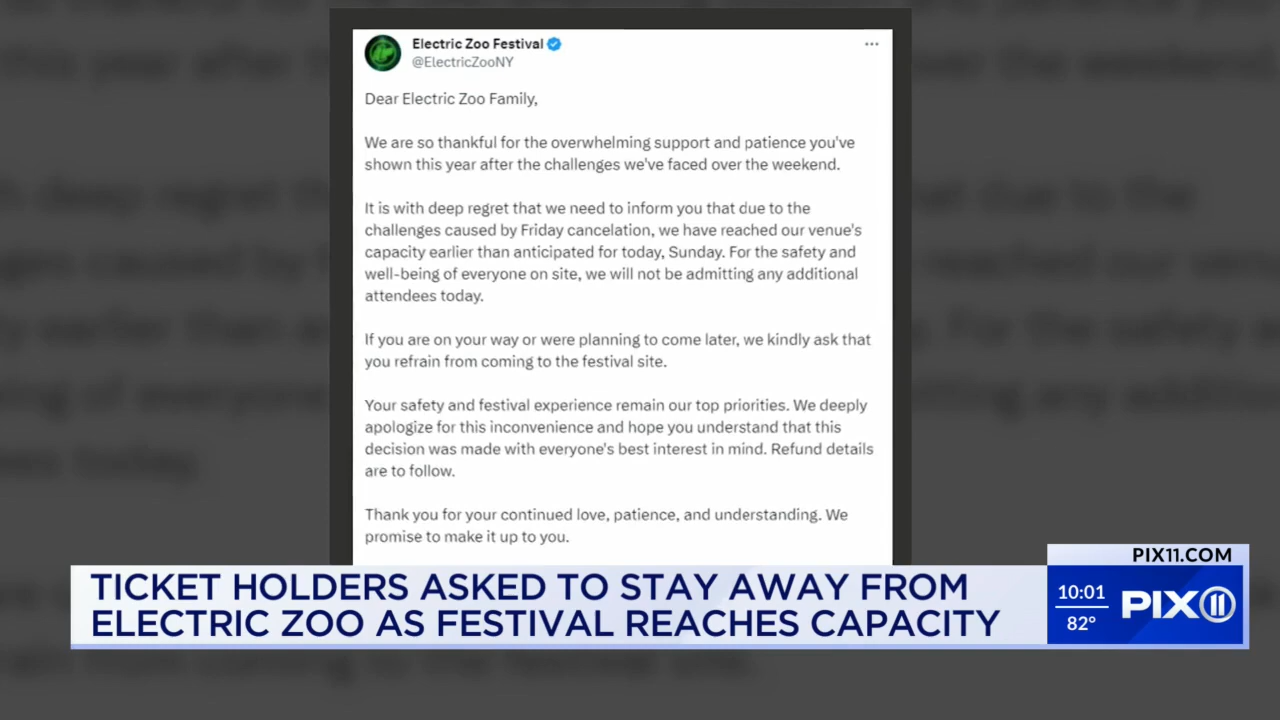 Electric Zoo Festival
@ElectricZooNY
Dear Electric Zoo Family,
We are so thankful for the overwhelming support and patience you've
shown this year after the challenges we've faced over the weekend.
It is with deep regret that we need to inform you that due to the
challenges caused by Friday cancelation, we have reached our venue's
capacity earlier than anticipated for today, Sunday. For the safety and
well-being of everyone on site, we will not be admitting any additional
attendees today.
If you are on your way or were planning to come later, we kindly ask that
you refrain from coming to the festival site.
Your safety and festival experience remain our top priorities. We deeply
apologize for this inconvenience and hope you understand that this
decision was made with everyone's best interest in mind. Refund details
are to follow.
Thank you for your continued love, patience, and understanding. We
promise to make it up to you.
TICKET HOLDERS ASKED TO STAY AWAY FROM
ELECTRIC ZOO AS FESTIVAL REACHES CAPACITY
PIX11.COM
10:01
82°
PIX11